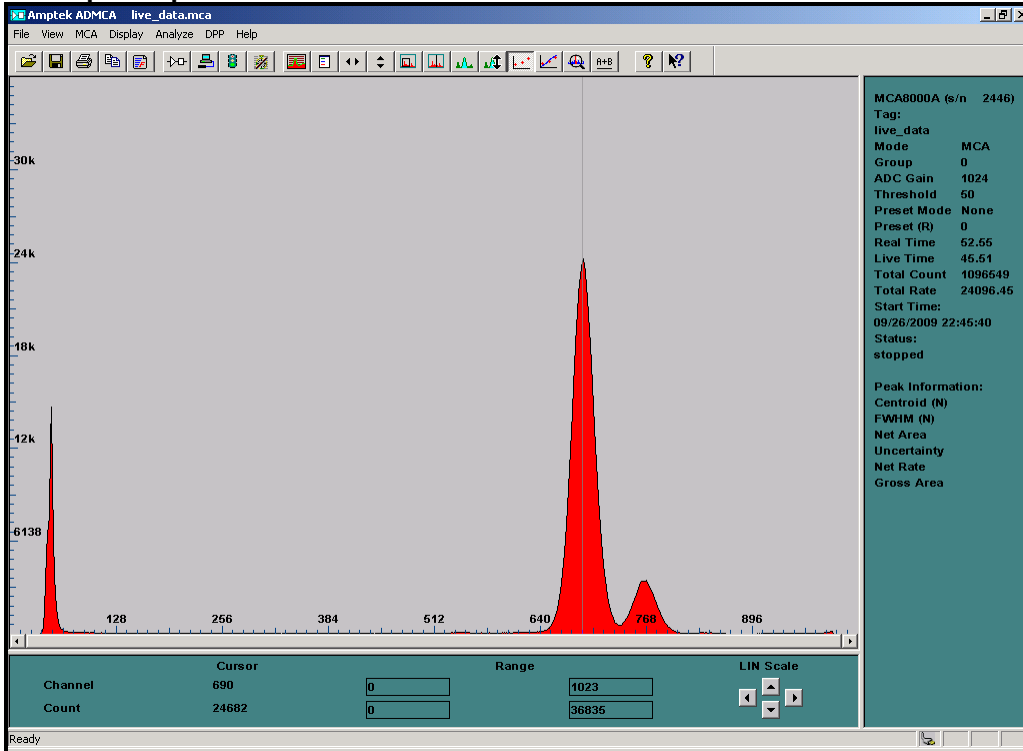 Amptek ADMCA live_data.mca
File View MCA Display Analyze DPP Help
A+B
30k
24k
18k
12k
6138
128 256 384 512 640 768 896
MCA8000A (s/n 2446)
Tag:
live_data
Mode MCA
Group 0
ADC Gain 1024
Threshold 50
Preset Mode None
Preset (R) 0
Real Time 52.55
Live Time 45.51
Total Count 1096549
Total Rate 24096.45
Start Time:
09/26/2009 22:45:40
Status:
stopped
Peak Information:
Centroid (N)
FWHM (N)
Net Area
Uncertainty
Net Rate
Gross Area
Cursor Range LIN Scale
Channel 690 0 1023
Count 24682 0 36835
Ready